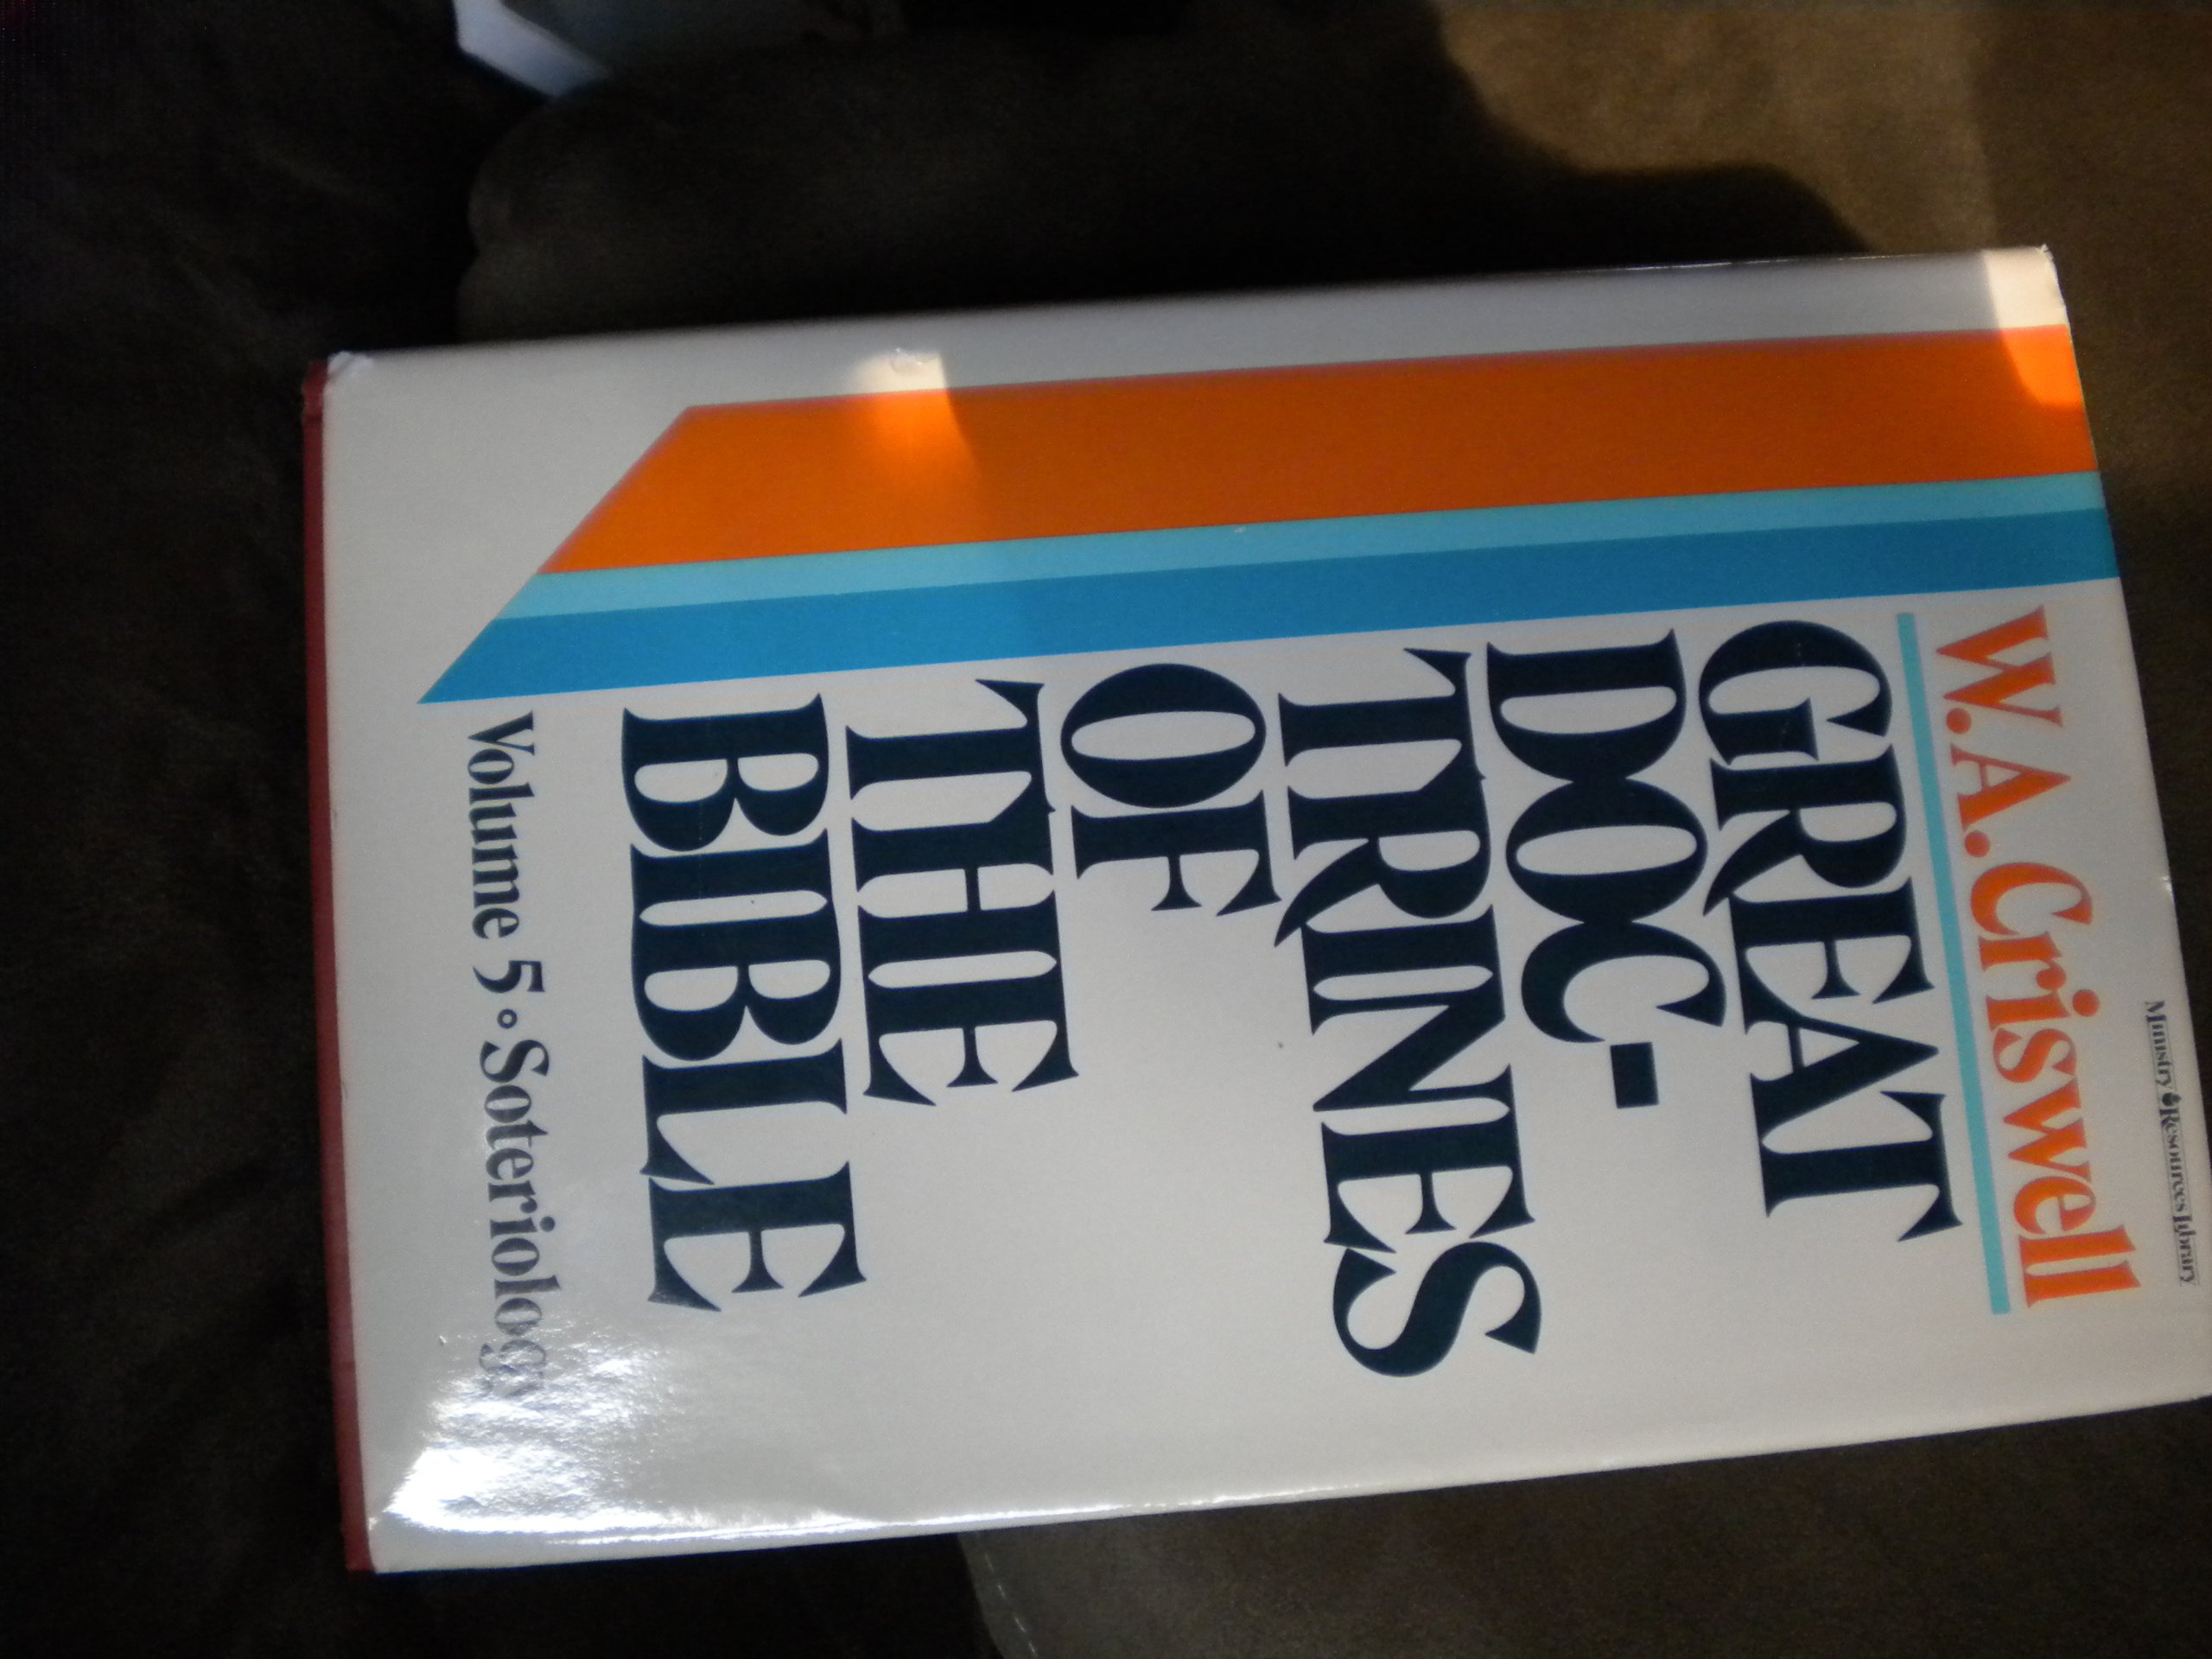 Ministry Resources Library
W.A. Criswell
GREAT
DOC-
TRINES
OF
THE
BIBLE
Volume 5 • Soteriology